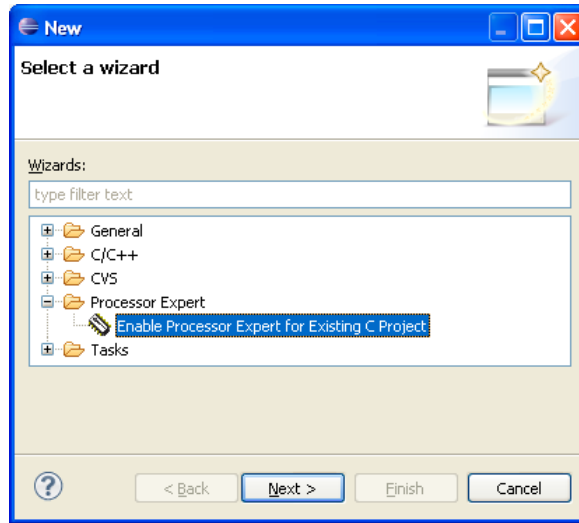 New
Select a wizard
Wizards:
type filter text
General
C/C++
CVS
Processor Expert
Enable Processor Expert for Existing C Project
Tasks
?
< Back
Next >
Finish
Cancel